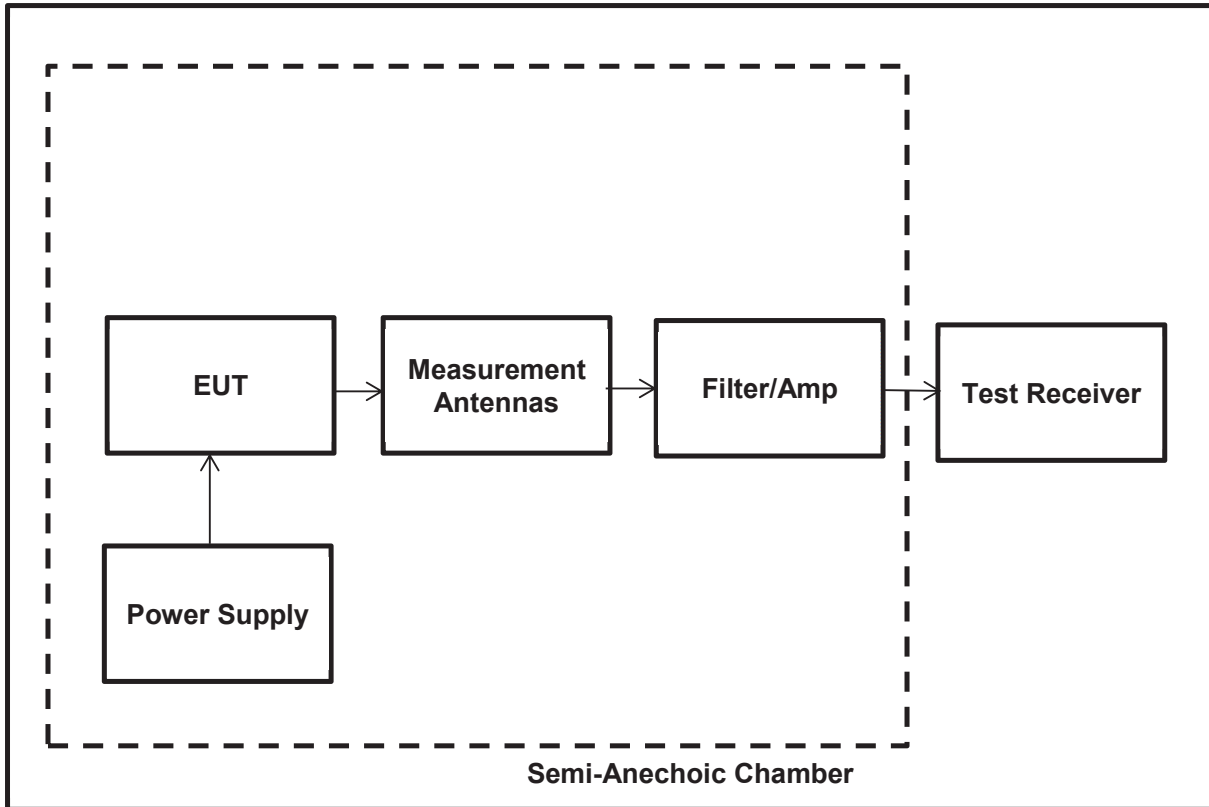 EUT
Measurement
Antennas
Filter/Amp
Test Receiver
Power Supply
Semi-Anechoic Chamber